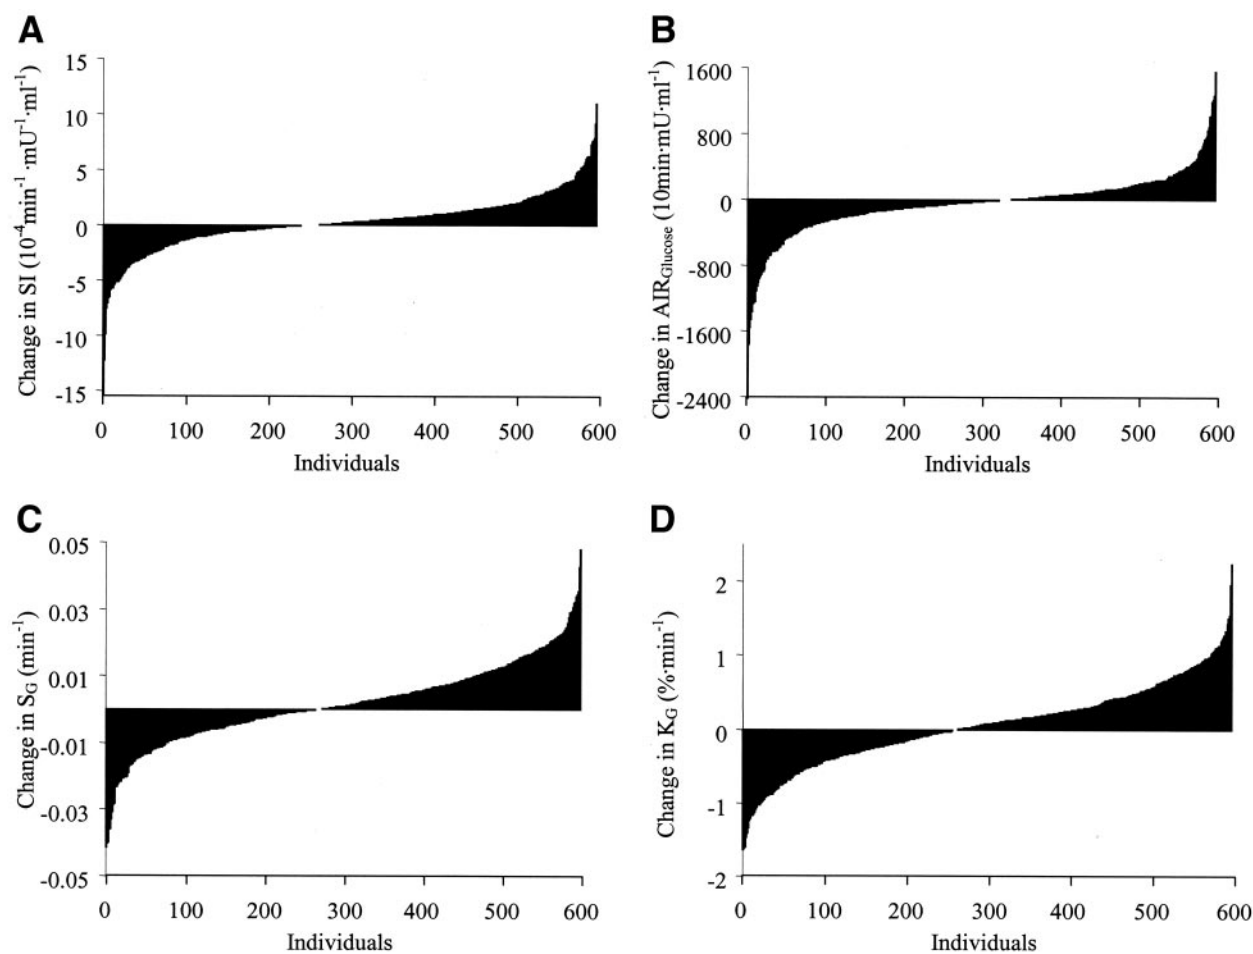 A
Change in SI (10⁻⁴min⁻¹ ·mU⁻¹·ml⁻¹)
15
10
5
0
-5
-10
-15
0 100 200 300 400 500 600
Individuals
B
Change in AIR_Glucose (10min·mU·ml⁻¹)
1600
800
0
-800
-1600
-2400
0 100 200 300 400 500 600
Individuals
C
Change in S_G (min⁻¹)
0.05
0.03
0.01
-0.01
-0.03
-0.05
0 100 200 300 400 500 600
Individuals
D
Change in K_G (%·min⁻¹)
2
1
0
-1
-2
0 100 200 300 400 500 600
Individuals